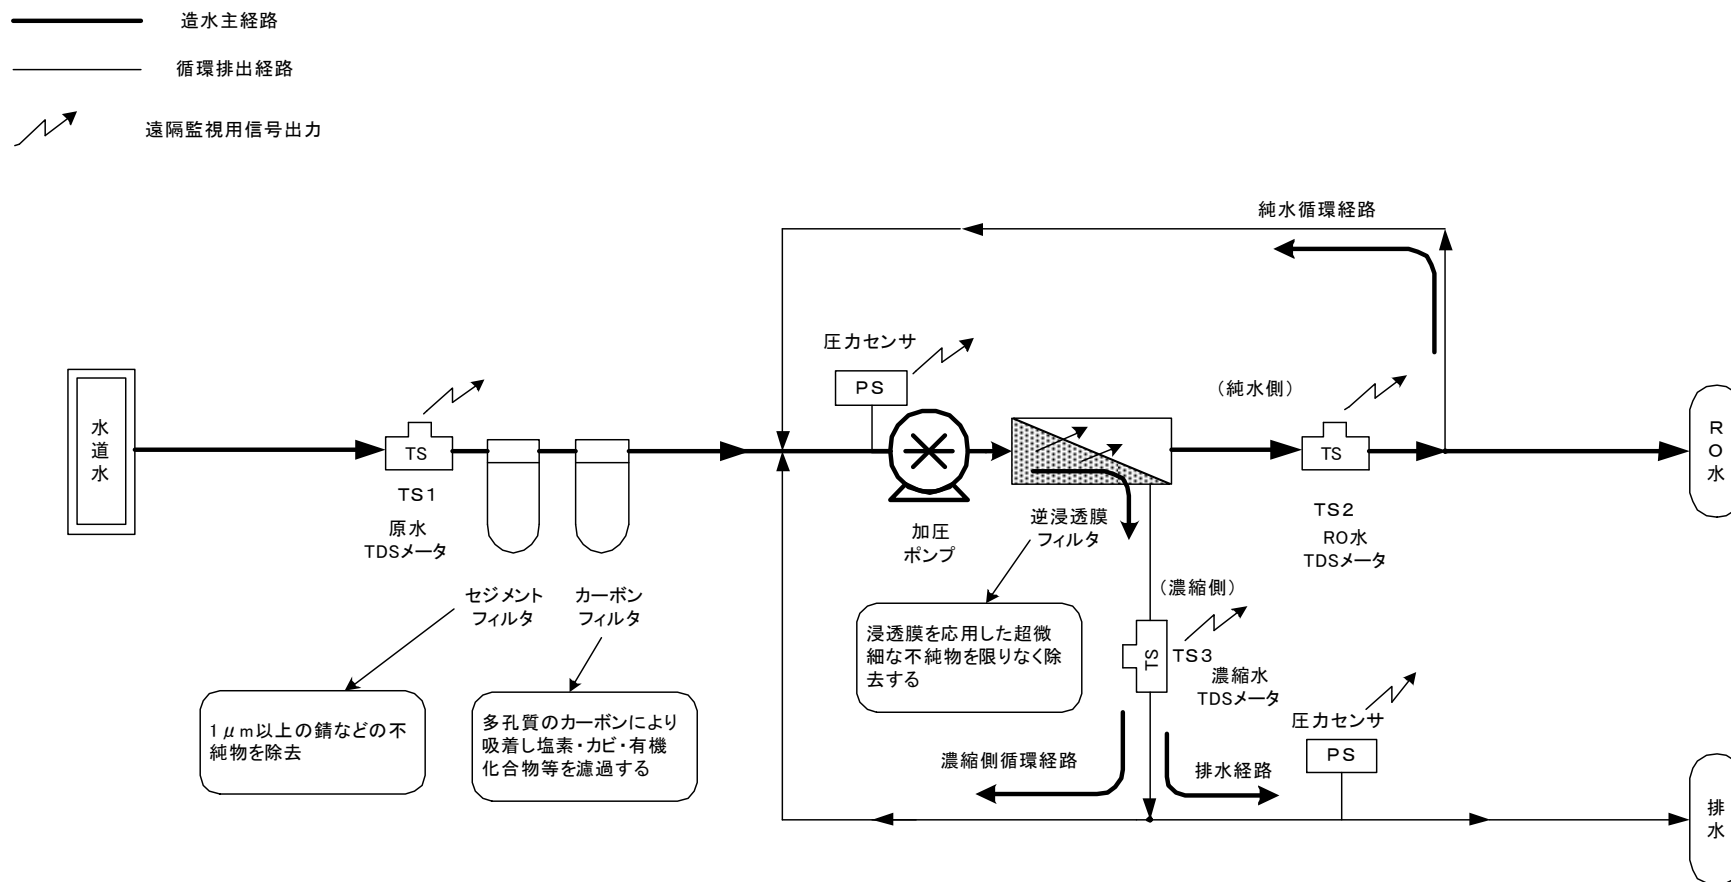 造水主経路
循環排出経路
遠隔監視用信号出力
純水循環経路
圧力センサ
PS
(純水側)
水道水
TS
TS
RO水
TS1
原水
TDSメータ
加圧
ポンプ
逆浸透膜
フィルタ
TS2
RO水
TDSメータ
セジメント
フィルタ
カーボン
フィルタ
(濃縮側)
浸透膜を応用した超微
細な不純物を限りなく除
去する
TS
TS3
濃縮水
TDSメータ
1μm以上の錆などの不
純物を除去
多孔質のカーボンにより
吸着し塩素・カビ・有機
化合物等を濾過する
圧力センサ
PS
濃縮側循環経路
排水経路
排水